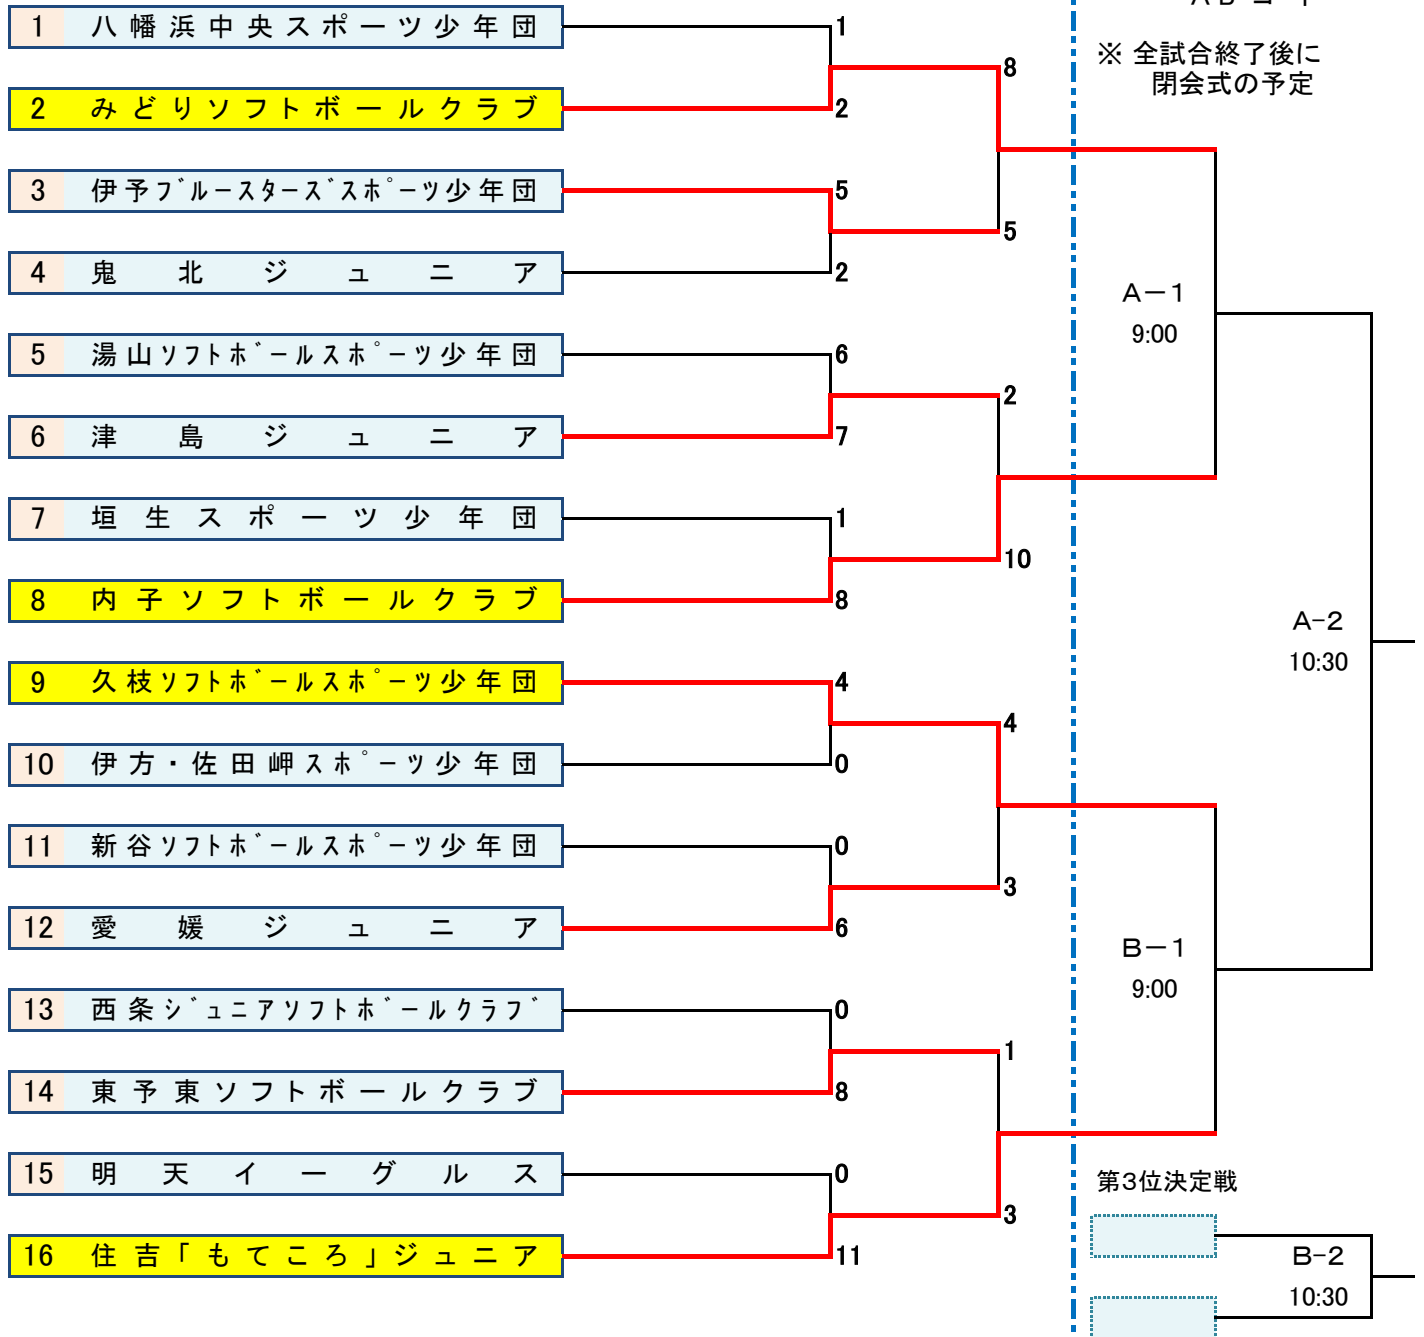 1 八幡浜中央スポーツ少年団 1
※ 全試合終了後に
閉会式の予定
8
2 みどりソフトボールクラブ 2
3 伊予ﾌﾞﾙｰｽﾀｰｽﾞｽﾎﾟｰﾂ少年団 5
5
4 鬼北ジュニア 2
A－1
9:00
5 湯山ｿﾌﾄﾎﾞｰﾙｽﾎﾟｰﾂ少年団 6
2
6 津島ジュニア 7
7 垣生スポーツ少年団 1
10
8 内子ソフトボールクラブ 8
A-2
10:30
9 久枝ｿﾌﾄﾎﾞｰﾙｽﾎﾟｰﾂ少年団 4
4
10 伊方・佐田岬ｽﾎﾟｰﾂ少年団 0
11 新谷ｿﾌﾄﾎﾞｰﾙｽﾎﾟｰﾂ少年団 0
3
12 愛媛ジュニア 6
B－1
9:00
13 西条ｼﾞｭﾆｱｿﾌﾄﾎﾞｰﾙｸﾗﾌﾞ 0
1
14 東予東ソフトボールクラブ 8
15 明天イーグルス 0
第3位決定戦
3
16 住吉「もてころ」ジュニア 11
B-2
10:30